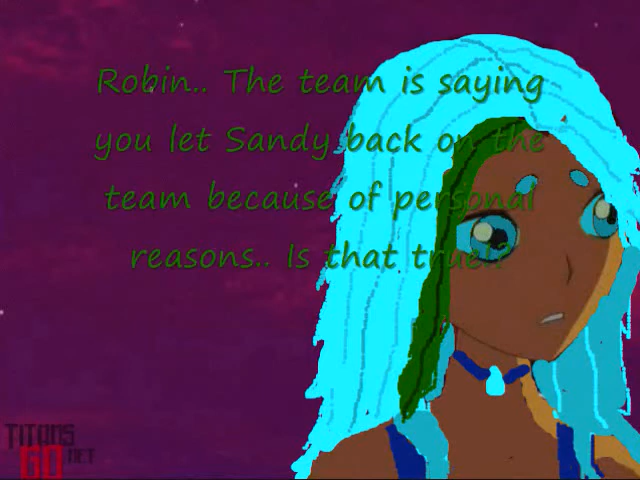 Robin.. The team is saying
you let Sandy back on the
team because of personal
reasons.. Is that true!?
TITANS
GO.NET